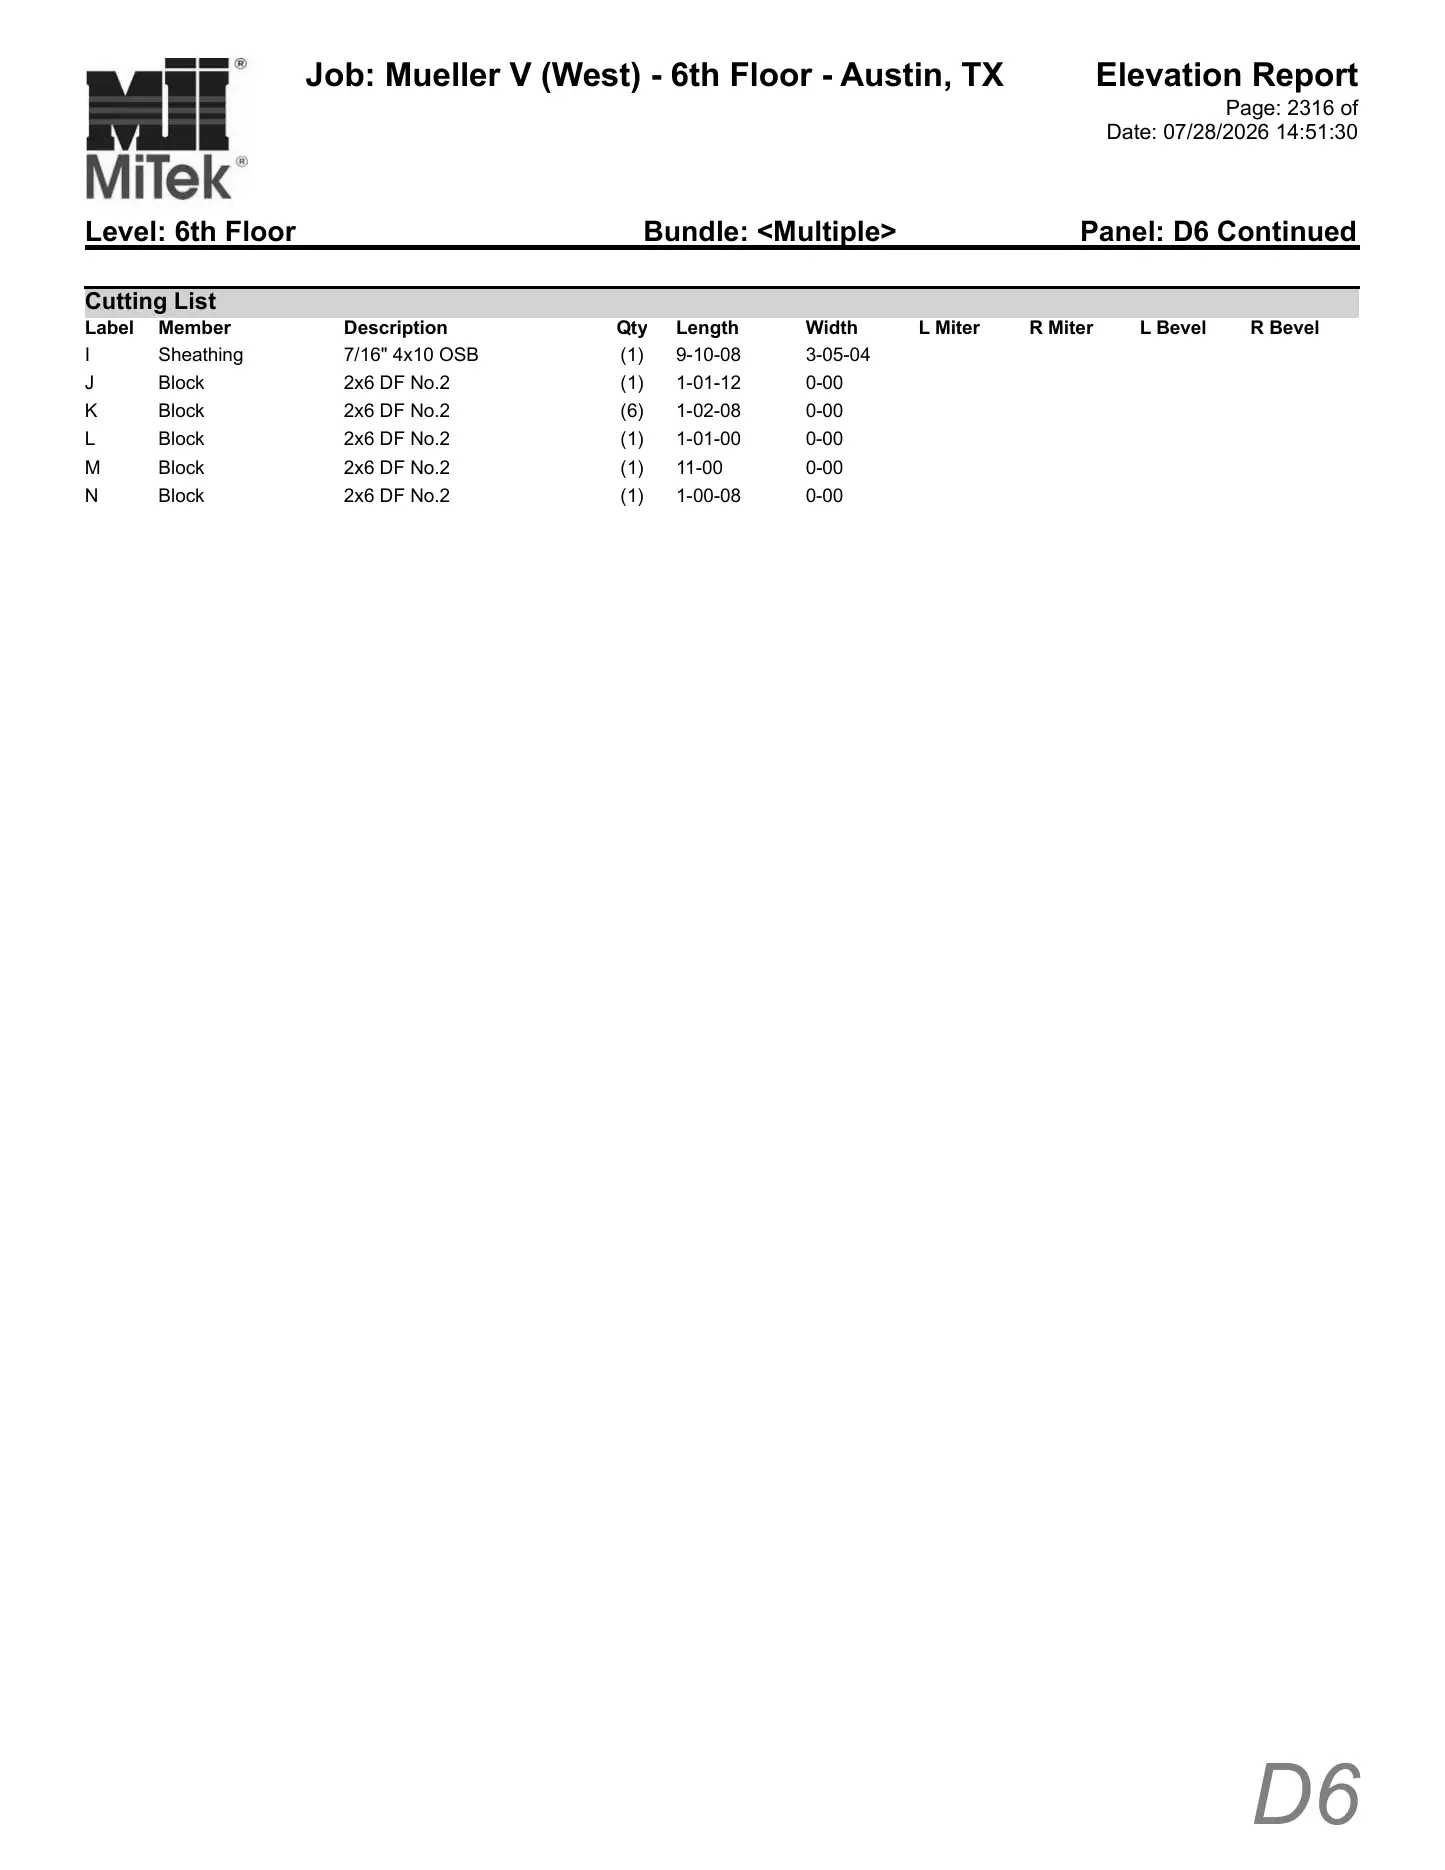 MiTek®
Job: Mueller V (West) - 6th Floor - Austin, TX
Elevation Report
Page: 2316 of
Date: 07/28/2026 14:51:30
Level: 6th Floor Bundle: <Multiple> Panel: D6 Continued
Cutting List
Label Member Description Qty Length Width L Miter R Miter L Bevel R Bevel
I Sheathing 7/16" 4x10 OSB (1) 9-10-08 3-05-04
J Block 2x6 DF No.2 (1) 1-01-12 0-00
K Block 2x6 DF No.2 (6) 1-02-08 0-00
L Block 2x6 DF No.2 (1) 1-01-00 0-00
M Block 2x6 DF No.2 (1) 11-00 0-00
N Block 2x6 DF No.2 (1) 1-00-08 0-00
D6